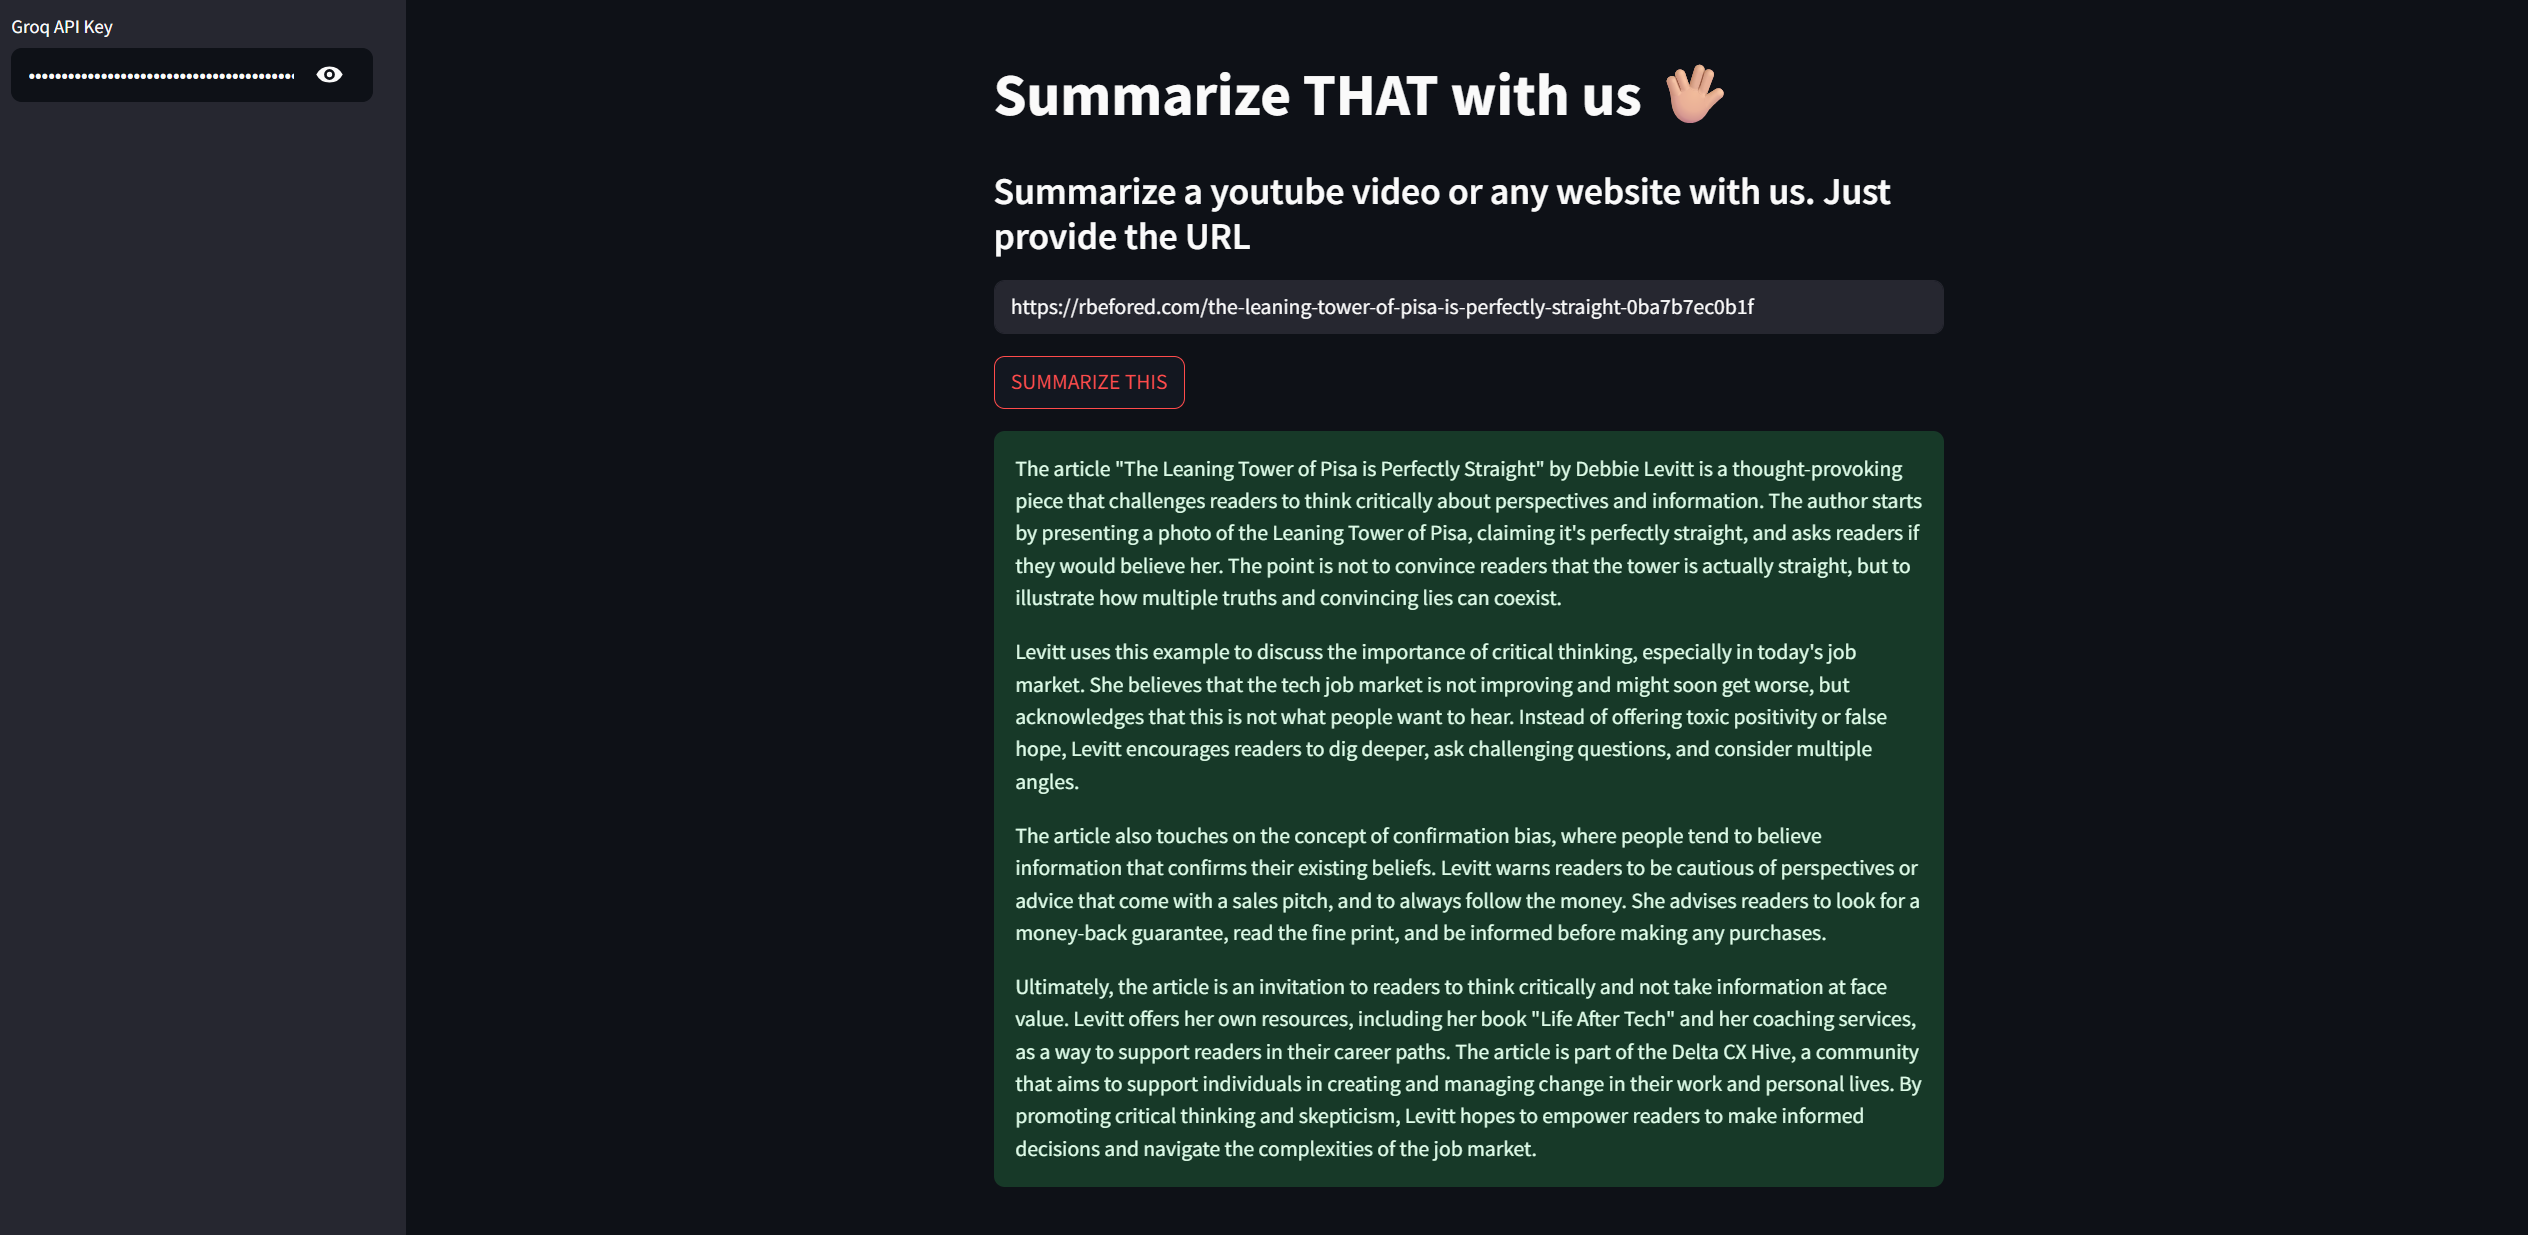 Groq API Key
Summarize THAT with us
Summarize a youtube video or any website with us. Just
provide the URL
https://rbefored.com/the-leaning-tower-of-pisa-is-perfectly-straight-0ba7b7ec0b1f
SUMMARIZE THIS
The article "The Leaning Tower of Pisa is Perfectly Straight" by Debbie Levitt is a thought-provoking
piece that challenges readers to think critically about perspectives and information. The author starts
by presenting a photo of the Leaning Tower of Pisa, claiming it's perfectly straight, and asks readers if
they would believe her. The point is not to convince readers that the tower is actually straight, but to
illustrate how multiple truths and convincing lies can coexist.
Levitt uses this example to discuss the importance of critical thinking, especially in today's job
market. She believes that the tech job market is not improving and might soon get worse, but
acknowledges that this is not what people want to hear. Instead of offering toxic positivity or false
hope, Levitt encourages readers to dig deeper, ask challenging questions, and consider multiple
angles.
The article also touches on the concept of confirmation bias, where people tend to believe
information that confirms their existing beliefs. Levitt warns readers to be cautious of perspectives or
advice that come with a sales pitch, and to always follow the money. She advises readers to look for a
money-back guarantee, read the fine print, and be informed before making any purchases.
Ultimately, the article is an invitation to readers to think critically and not take information at face
value. Levitt offers her own resources, including her book "Life After Tech" and her coaching services,
as a way to support readers in their career paths. The article is part of the Delta CX Hive, a community
that aims to support individuals in creating and managing change in their work and personal lives. By
promoting critical thinking and skepticism, Levitt hopes to empower readers to make informed
decisions and navigate the complexities of the job market.